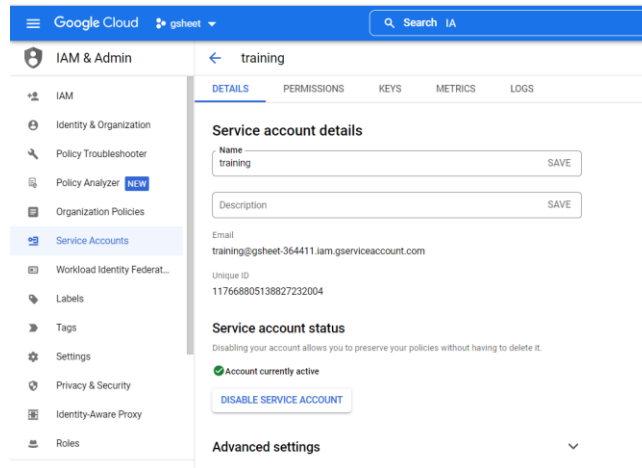 Google Cloud
gsheet
Search IA
IAM & Admin
training
DETAILS PERMISSIONS KEYS METRICS LOGS
IAM
Identity & Organization
Policy Troubleshooter
Policy Analyzer NEW
Organization Policies
Service Accounts
Workload Identity Federat...
Labels
Tags
Settings
Privacy & Security
Identity-Aware Proxy
Roles
Service account details
Name
training SAVE
Description SAVE
Email
training@gsheet-364411.iam.gserviceaccount.com
Unique ID
117668805138827232004
Service account status
Disabling your account allows you to preserve your policies without having to delete it.
Account currently active
DISABLE SERVICE ACCOUNT
Advanced settings